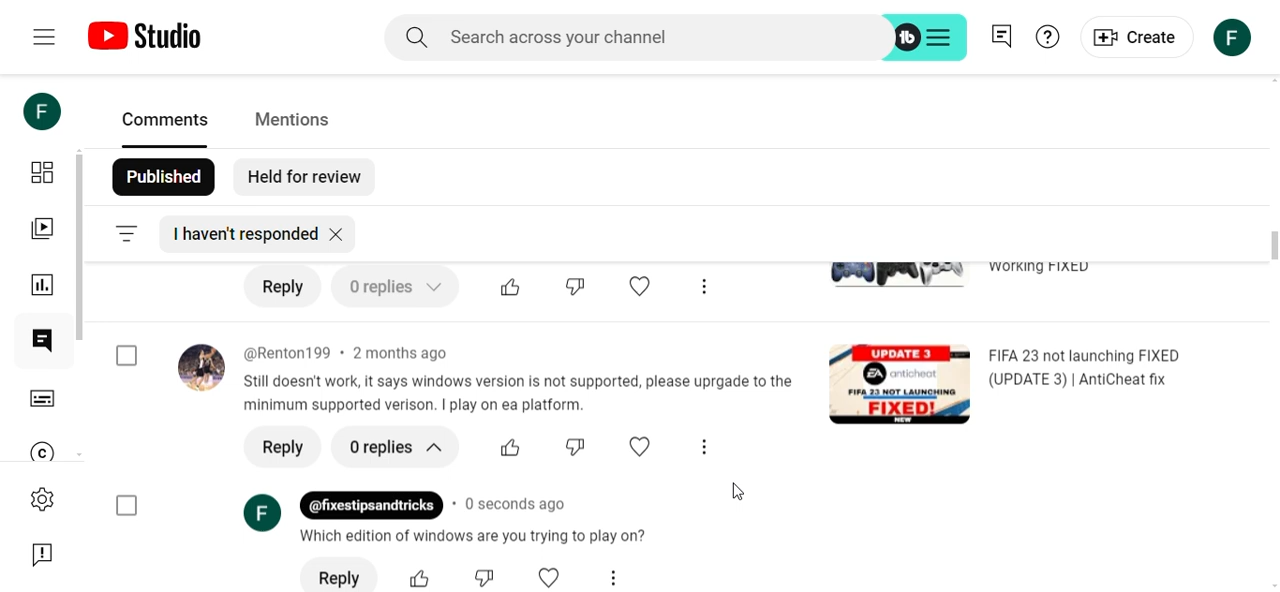 Studio
Search across your channel
Create
F
F
Comments
Mentions
Published
Held for review
I haven't responded
Reply
0 replies
Working FIXED
@Renton199 • 2 months ago
Still doesn't work, it says windows version is not supported, please uprgade to the
minimum supported verison. I play on ea platform.
UPDATE 3
EA anticheat
FIFA 23 NOT LAUNCHING
FIXED!
NEW
FIFA 23 not launching FIXED
(UPDATE 3) | AntiCheat fix
Reply
0 replies
F
@fixestipsandtricks • 0 seconds ago
Which edition of windows are you trying to play on?
Reply